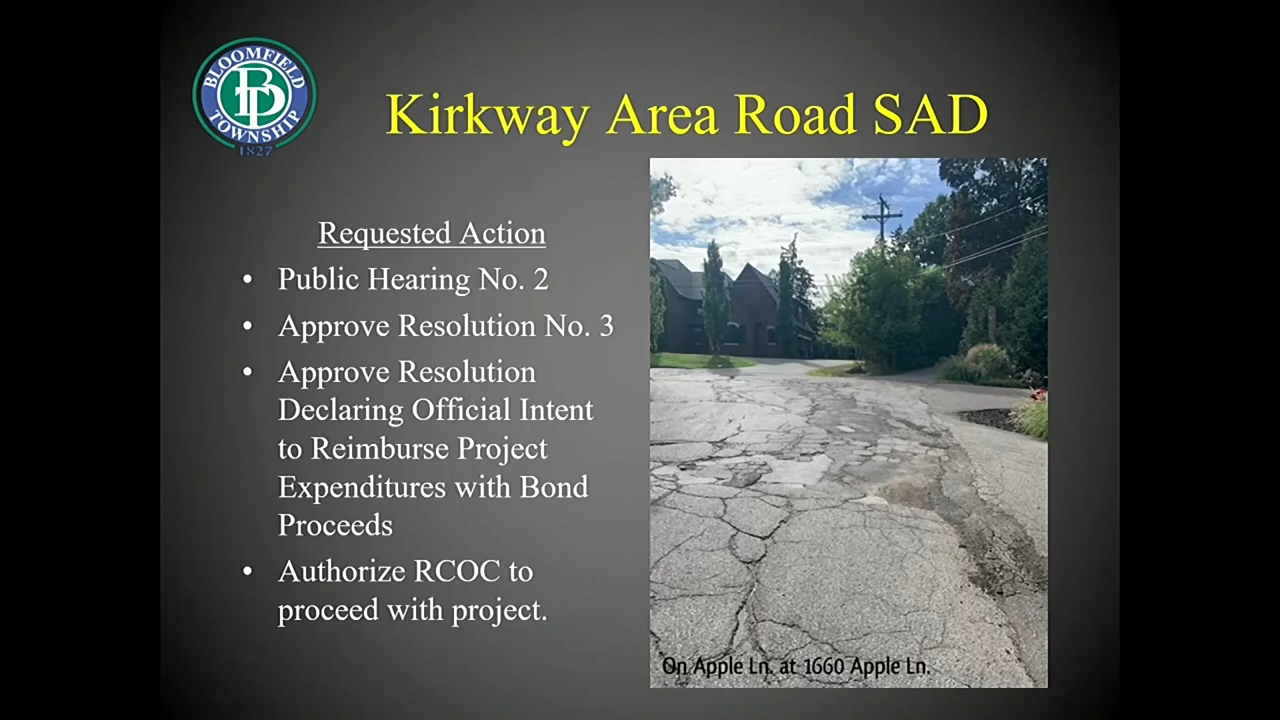 BLOOMFIELD
BT
TOWNSHIP
1827
Kirkway Area Road SAD
Requested Action
• Public Hearing No. 2
• Approve Resolution No. 3
• Approve Resolution
Declaring Official Intent
to Reimburse Project
Expenditures with Bond
Proceeds
• Authorize RCOC to
proceed with project.
On Apple Ln. at 1660 Apple Ln.